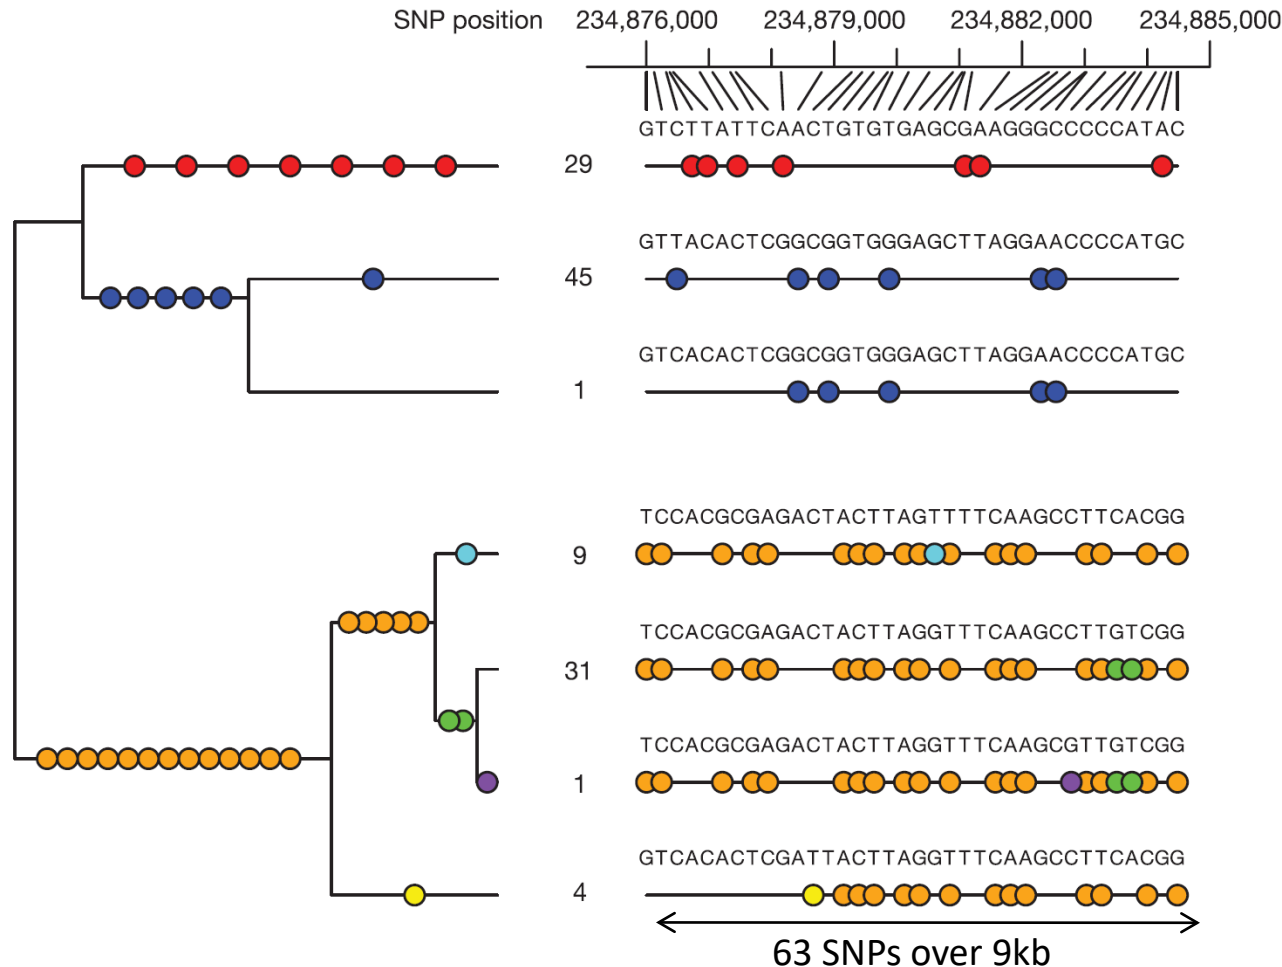 SNP position 234,876,000 234,879,000 234,882,000 234,885,000
GTCTTATTCAACTGTGTGAGCGAAGGGCCCCCATAC
29
GTTACACTCGGCGGTGGGAGCTTAGGAACCCCATGC
45
GTCACACTCGGCGGTGGGAGCTTAGGAACCCCATGC
1
TCCACGCGAGACTACTTAGTTTTCAAGCCTTCACGG
9
TCCACGCGAGACTACTTAGGTTTCAAGCCTTGTCGG
31
TCCACGCGAGACTACTTAGGTTTCAAGCGTTGTCGG
1
GTCACACTCGATTACTTAGGTTTCAAGCCTTCACGG
4
63 SNPs over 9kb